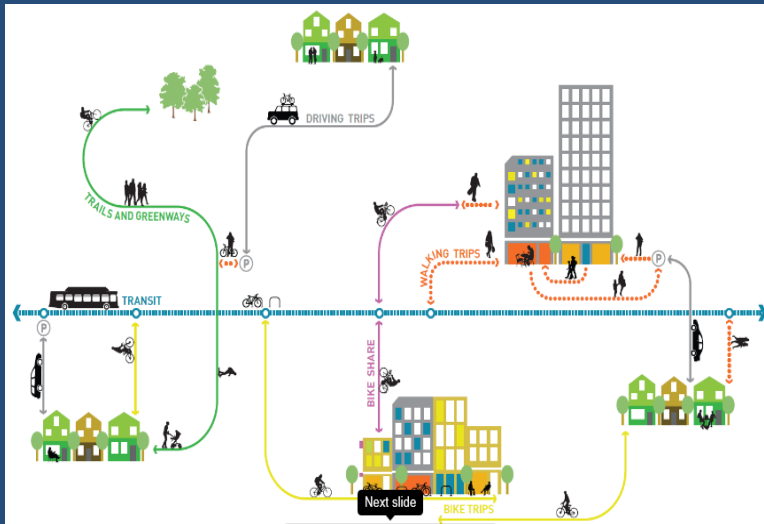 DRIVING TRIPS
TRAILS AND GREENWAYS
P
WALKING TRIPS
P
TRANSIT
P
BIKE SHARE
Next slide
BIKE TRIPS